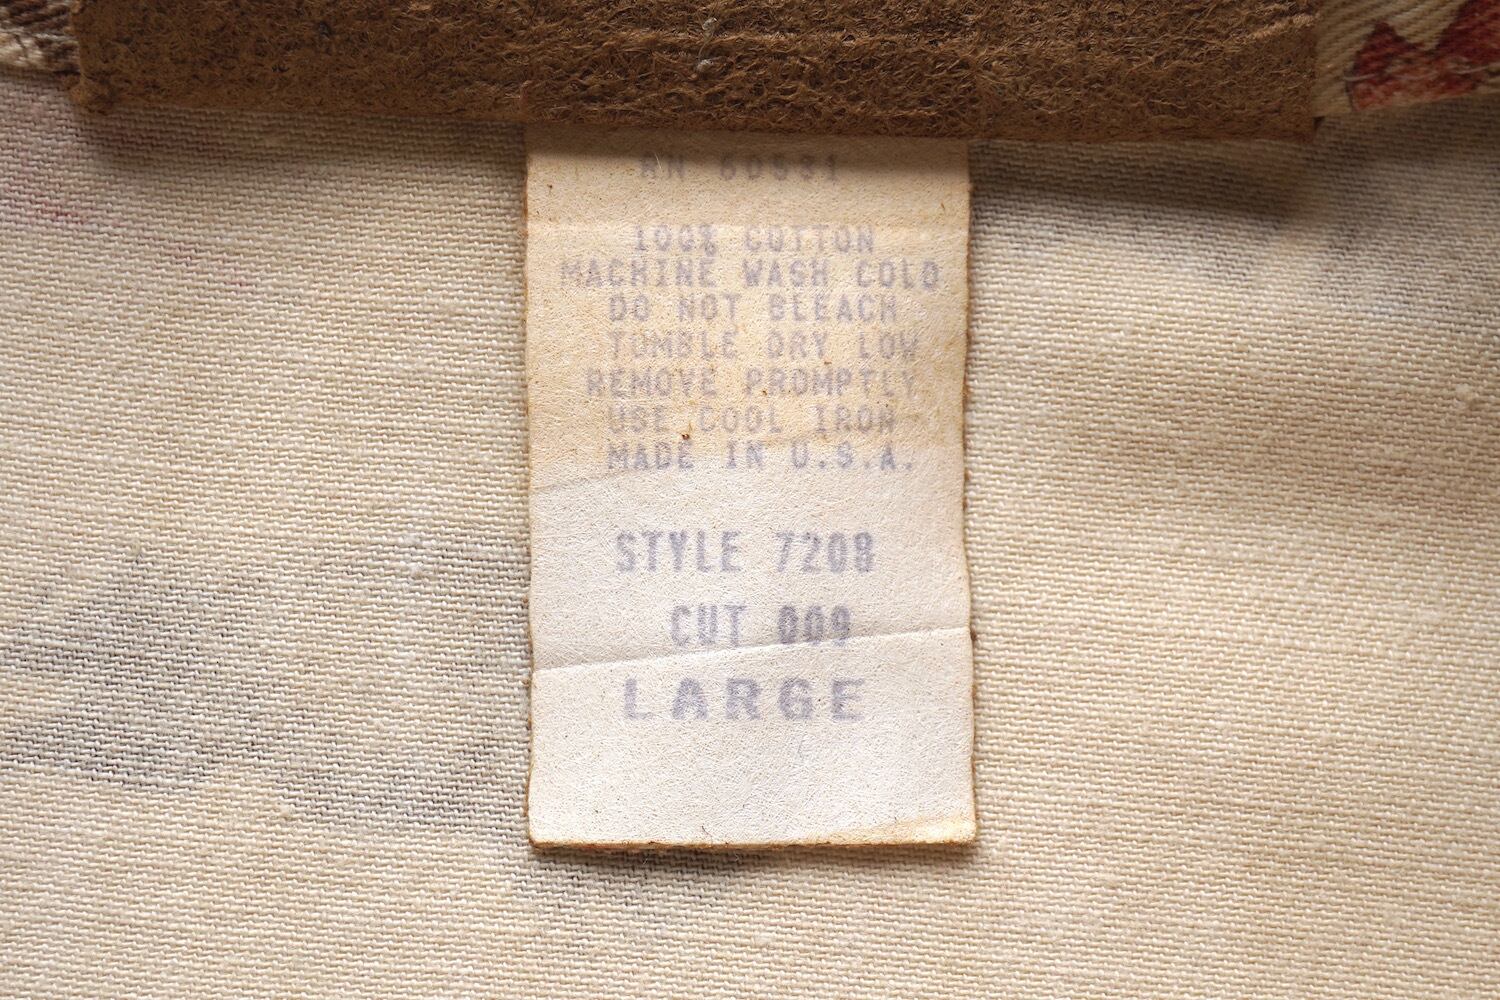 RN 60581
100% COTTON
MACHINE WASH COLD
DO NOT BLEACH
TUMBLE DRY LOW
REMOVE PROMPTLY
USE COOL IRON
MADE IN U.S.A.
STYLE 7208
CUT 009
LARGE